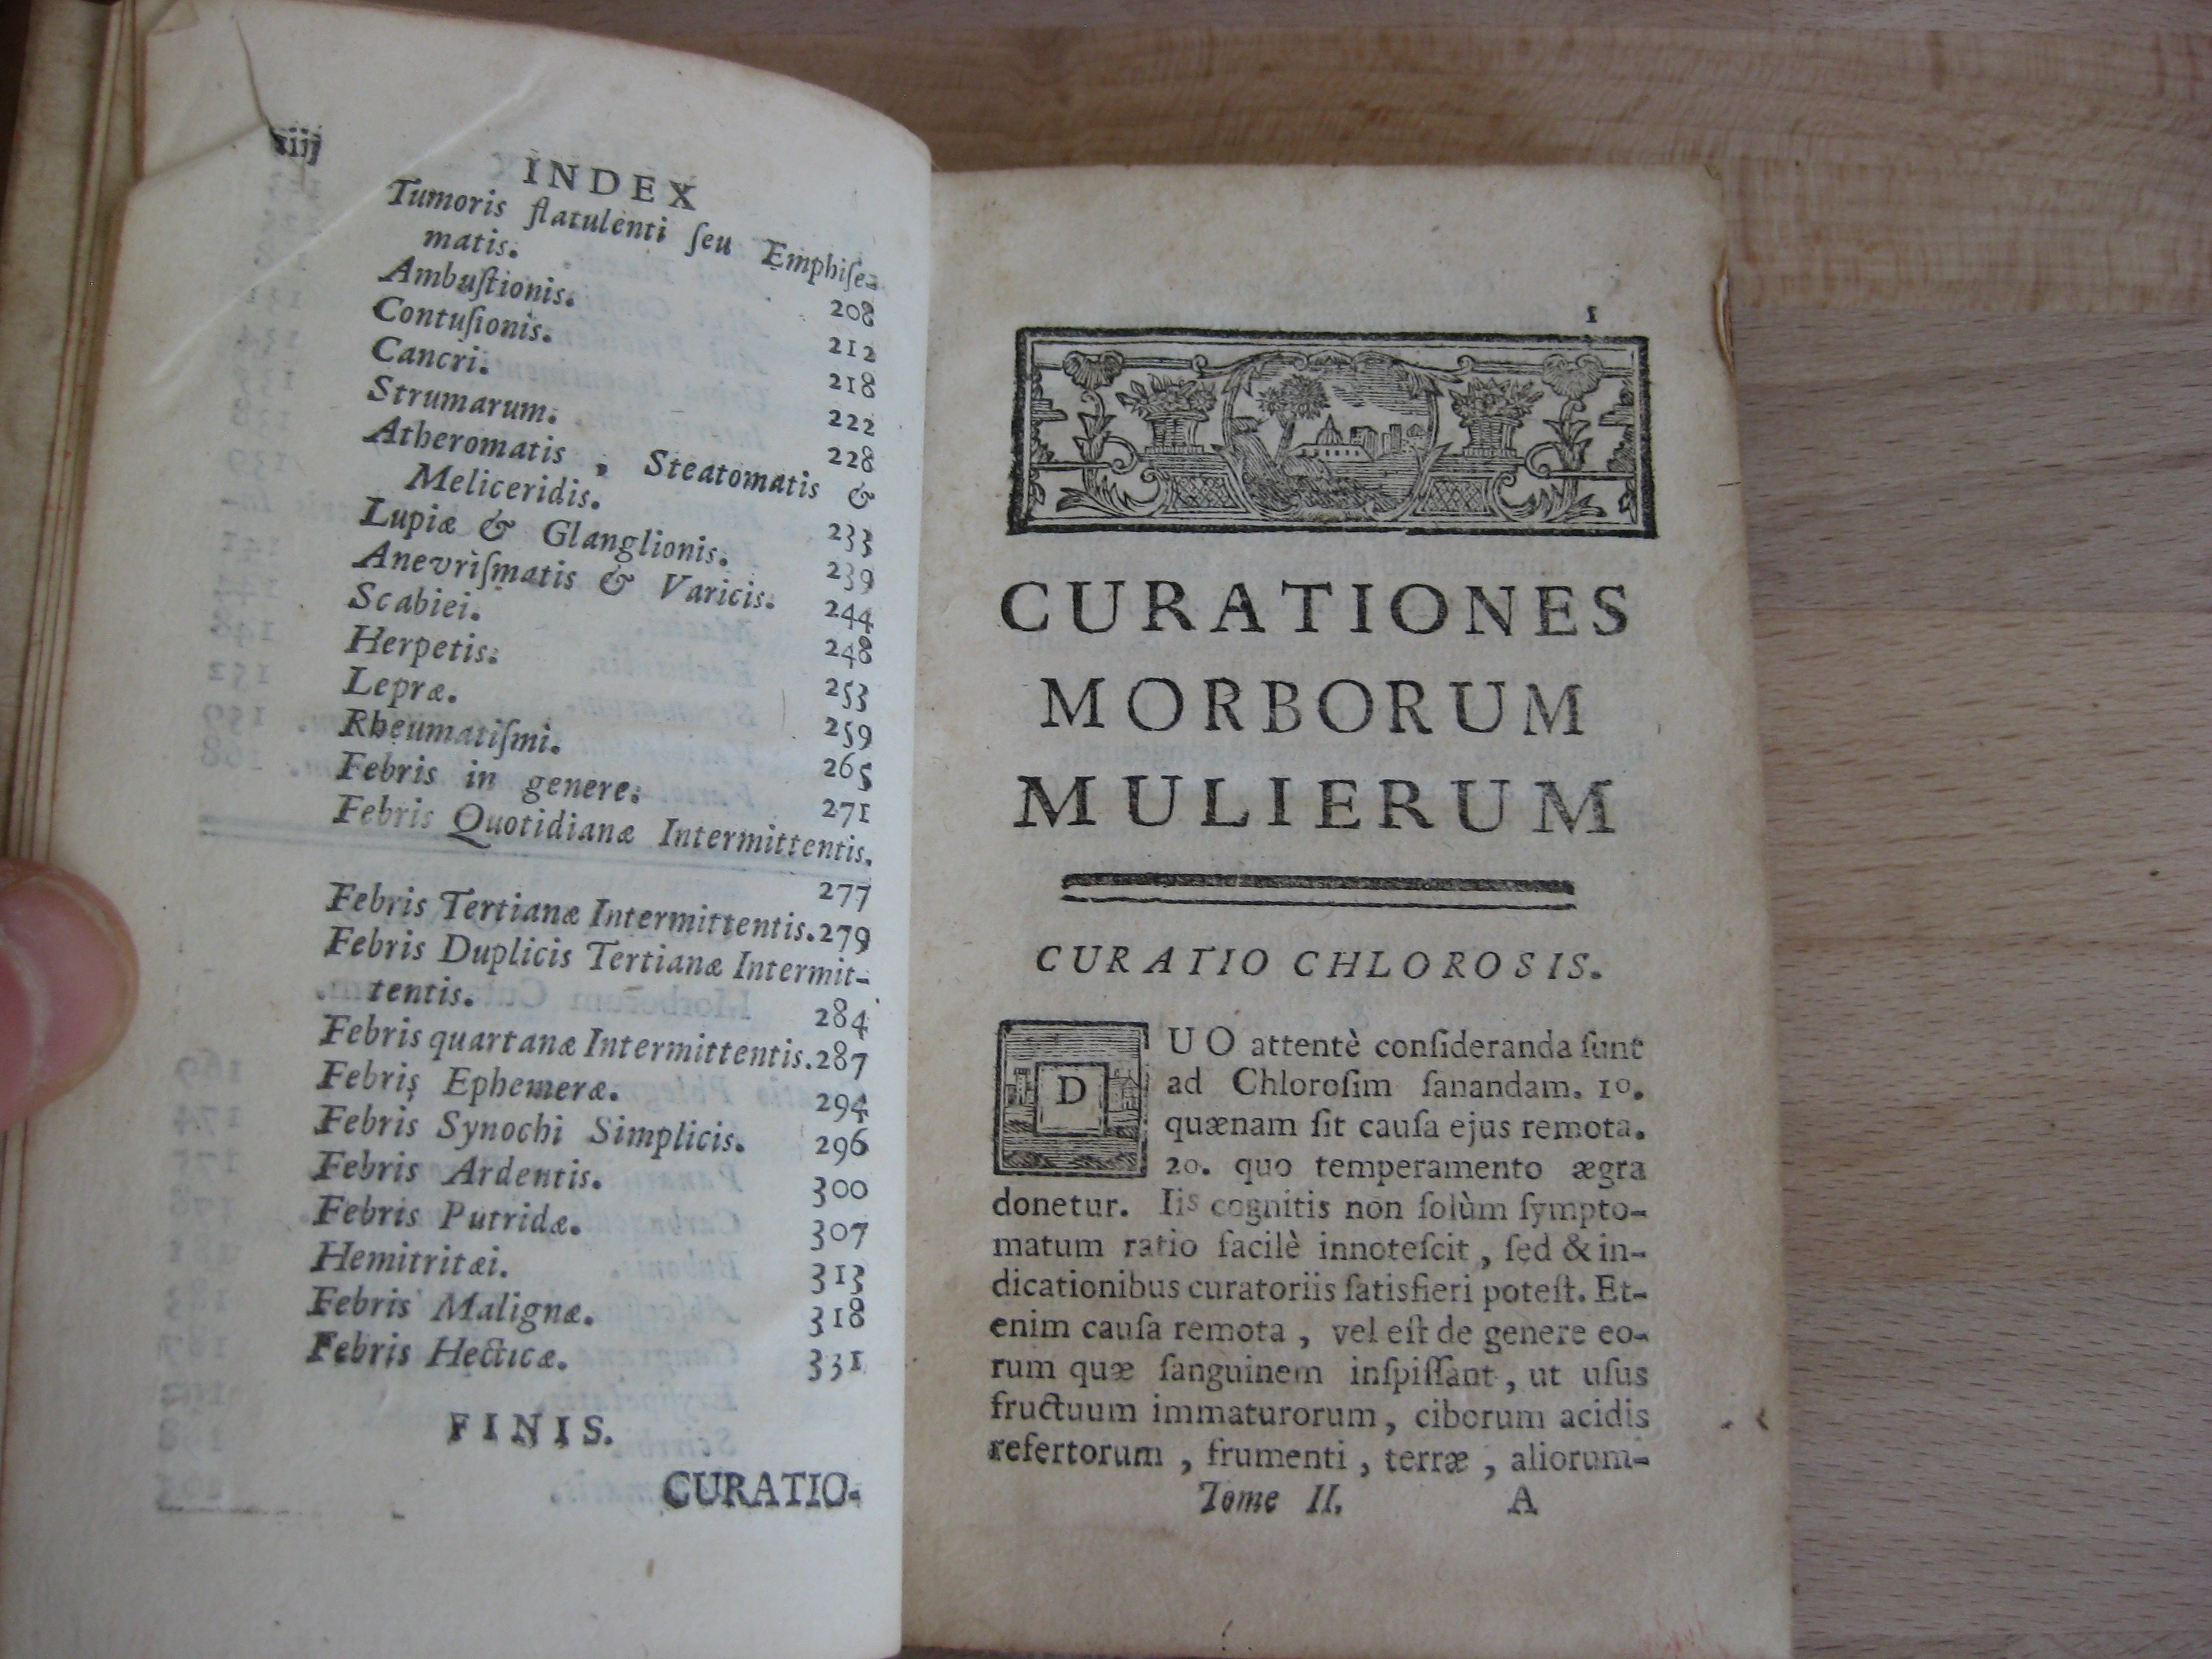 xiij
INDEX
Tumoris flatulenti ſeu Emphiſe-
matis. 208
Ambuſtionis. 212
Contuſionis. 218
Cancri. 222
Strumarum. 228
Atheromatis , Steatomatis &
Meliceridis. 233
Lupiæ & Glanglionis. 239
Anevriſmatis & Varicis. 244
Scabiei. 248
Herpetis. 253
Lepræ. 259
Rheumatiſmi. 265
Febris in genere. 271
Febris Quotidianæ Intermittentis.
277
Febris Tertianæ Intermittentis. 279
Febris Duplicis Tertianæ Intermit-
tentis. 284
Febris quartanæ Intermittentis. 287
Febris Ephemeræ. 294
Febris Synochi Simplicis. 296
Febris Ardentis. 300
Febris Putridæ. 307
Hemitritæi. 313
Febris Malignæ. 318
Febris Hecticæ. 331
FINIS.
CURATIO-
1
CURATIONES
MORBORUM
MULIERUM
CURATIO CHLOROSIS.
DUO attentè conſideranda ſunt
ad Chloroſim ſanandam. 1o.
quænam ſit cauſa ejus remota.
2o. quo temperamento ægra
donetur. Iis cognitis non ſolùm ſympto-
matum ratio facilè innoteſcit , ſed & in-
dicationibus curatoriis ſatisfieri poteſt. Et-
enim cauſa remota , vel eſt de genere eo-
rum quæ ſanguinem inſpiſſant , ut uſus
fructuum immaturorum , ciborum acidis
refertorum , frumenti , terræ , aliorum-
Tome II. A